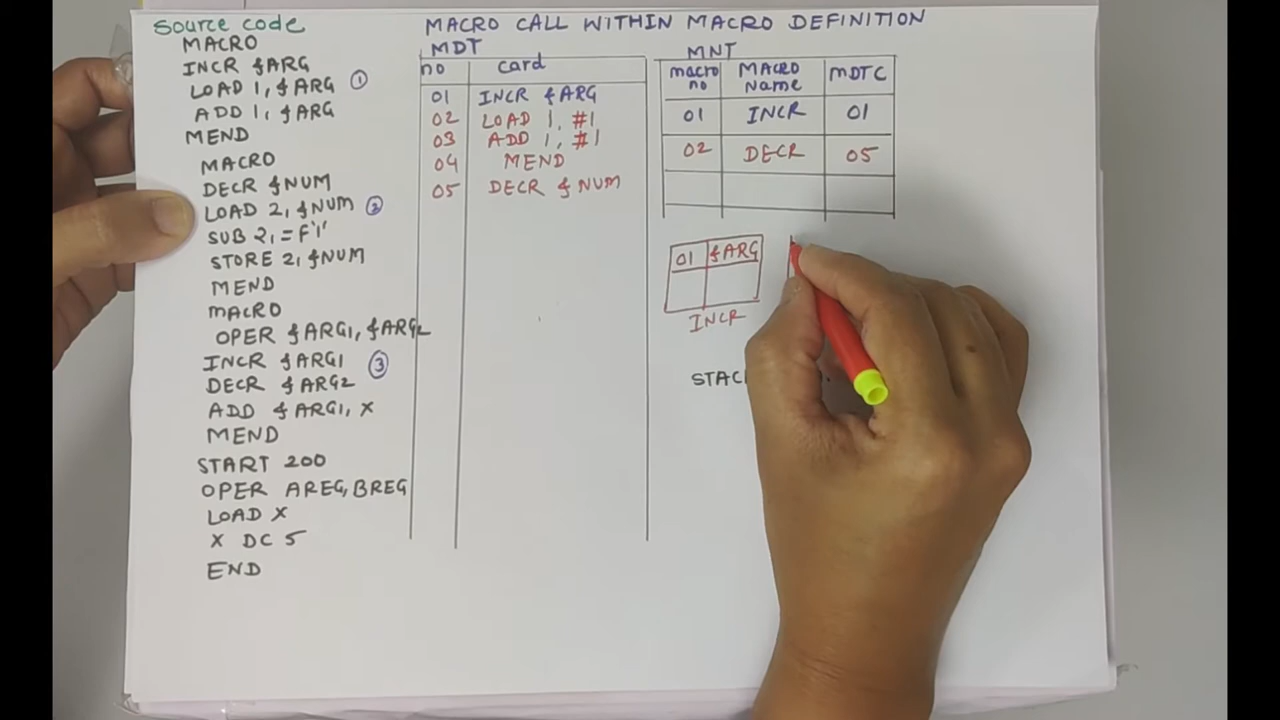 Source code
MACRO
INCR &ARG
LOAD 1, &ARG ①
ADD 1, &ARG
MEND
MACRO
DECR &NUM
LOAD 2, &NUM ②
SUB 2, =F'1'
STORE 2, &NUM
MEND
MACRO
OPER &ARG1, &ARG2
INCR &ARG1 ③
DECR &ARG2
ADD &ARG1, X
MEND
START 200
OPER AREG, BREG
LOAD X
X DC 5
END
MACRO CALL WITHIN MACRO DEFINITION
MDT
no card
01 INCR &ARG
02 LOAD 1, #1
03 ADD 1, #1
04 MEND
05 DECR &NUM
MNT
macro no MACRO Name MDTC
01 INCR 01
02 DECR 05
01 &ARG
INCR